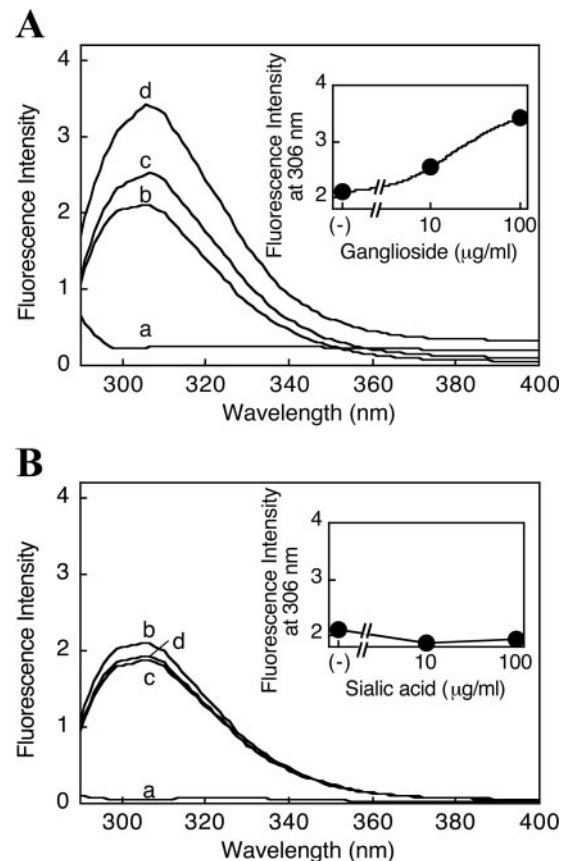 A
4
3
2
1
0
Fluorescence Intensity
d
c
b
a
300 320 340 360 380 400
Wavelength (nm)
Fluorescence Intensity
at 306 nm
4
3
2
(-) 10 100
Ganglioside (μg/ml)
B
4
3
2
1
0
Fluorescence Intensity
b
d
c
a
300 320 340 360 380 400
Wavelength (nm)
Fluorescence Intensity
at 306 nm
4
3
2
(-) 10 100
Sialic acid (μg/ml)